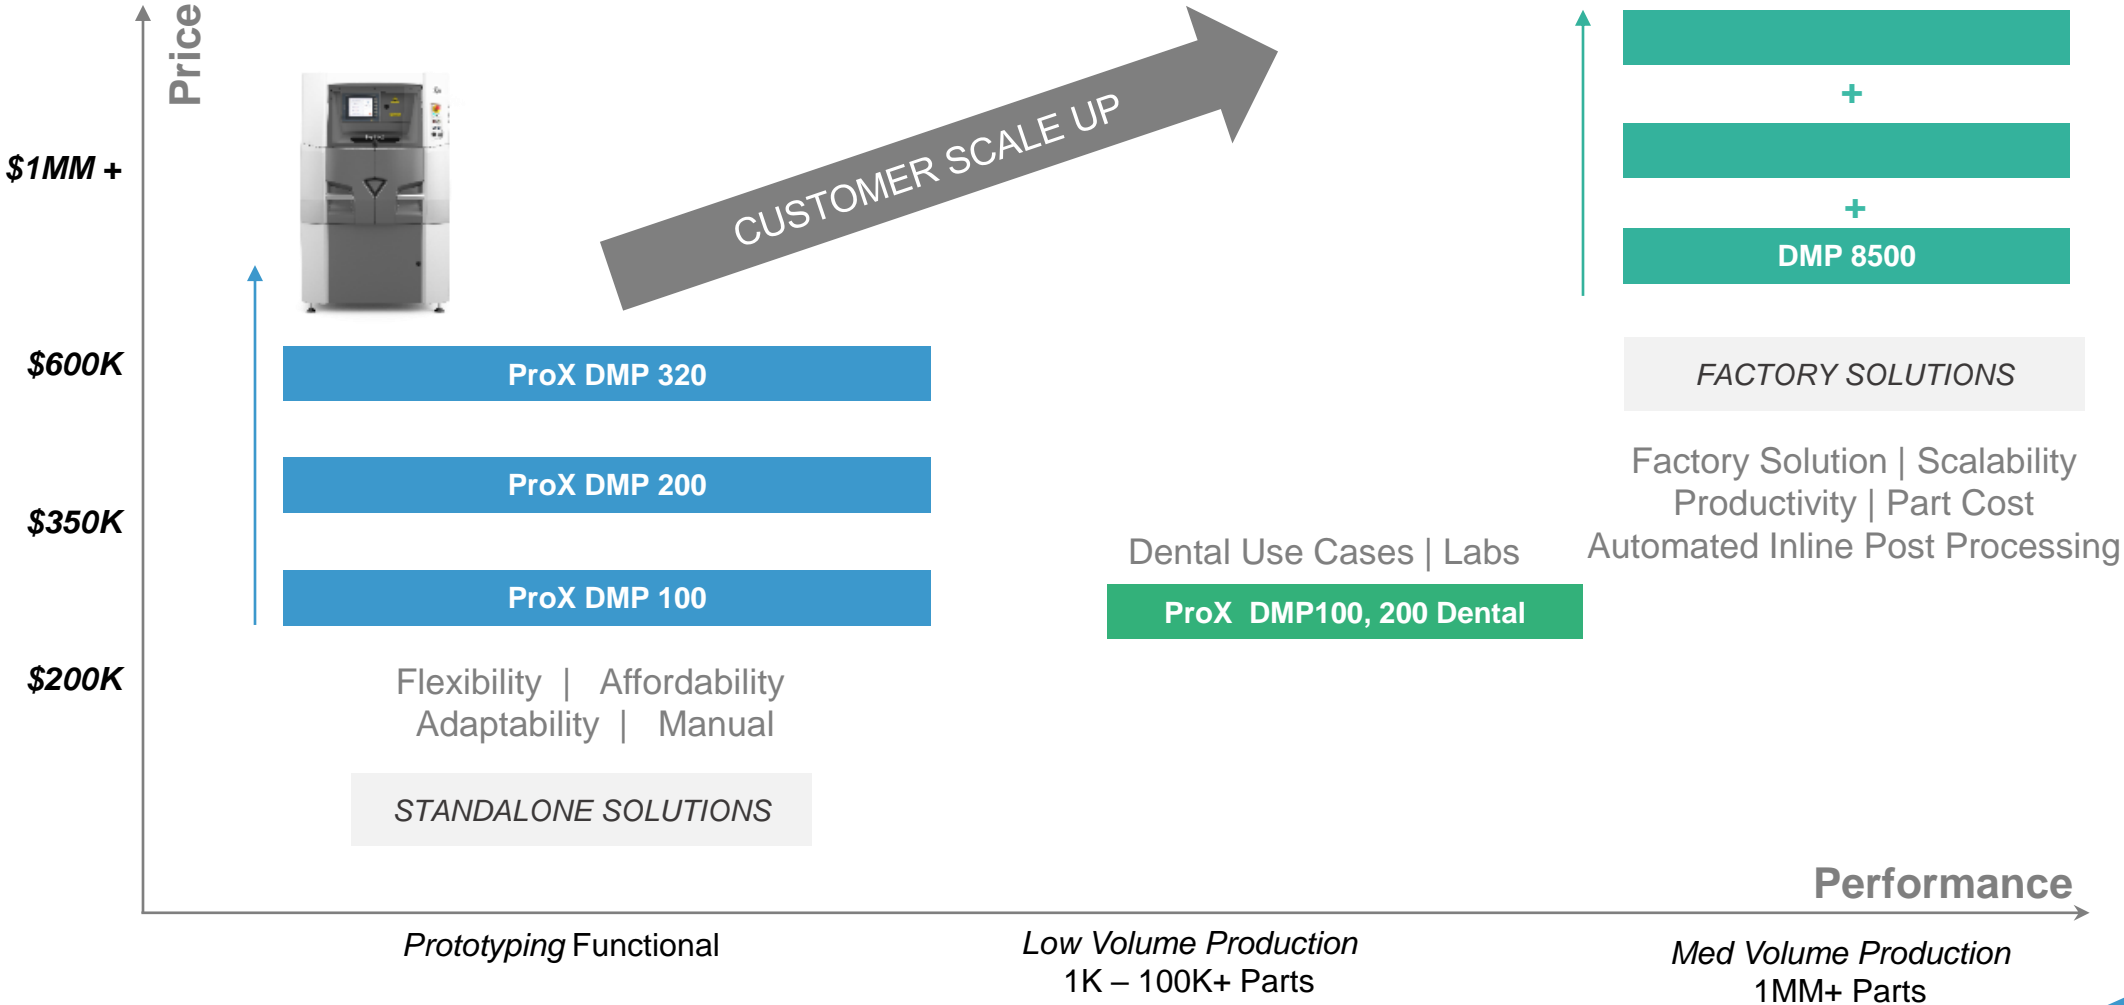 Price
$1MM +
$600K
$350K
$200K
CUSTOMER SCALE UP
ProX DMP 320
ProX DMP 200
ProX DMP 100
Flexibility | Affordability
Adaptability | Manual
STANDALONE SOLUTIONS
Dental Use Cases | Labs
ProX DMP100, 200 Dental
+
+
DMP 8500
FACTORY SOLUTIONS
Factory Solution | Scalability
Productivity | Part Cost
Automated Inline Post Processing
Performance
Prototyping Functional
Low Volume Production
1K – 100K+ Parts
Med Volume Production
1MM+ Parts